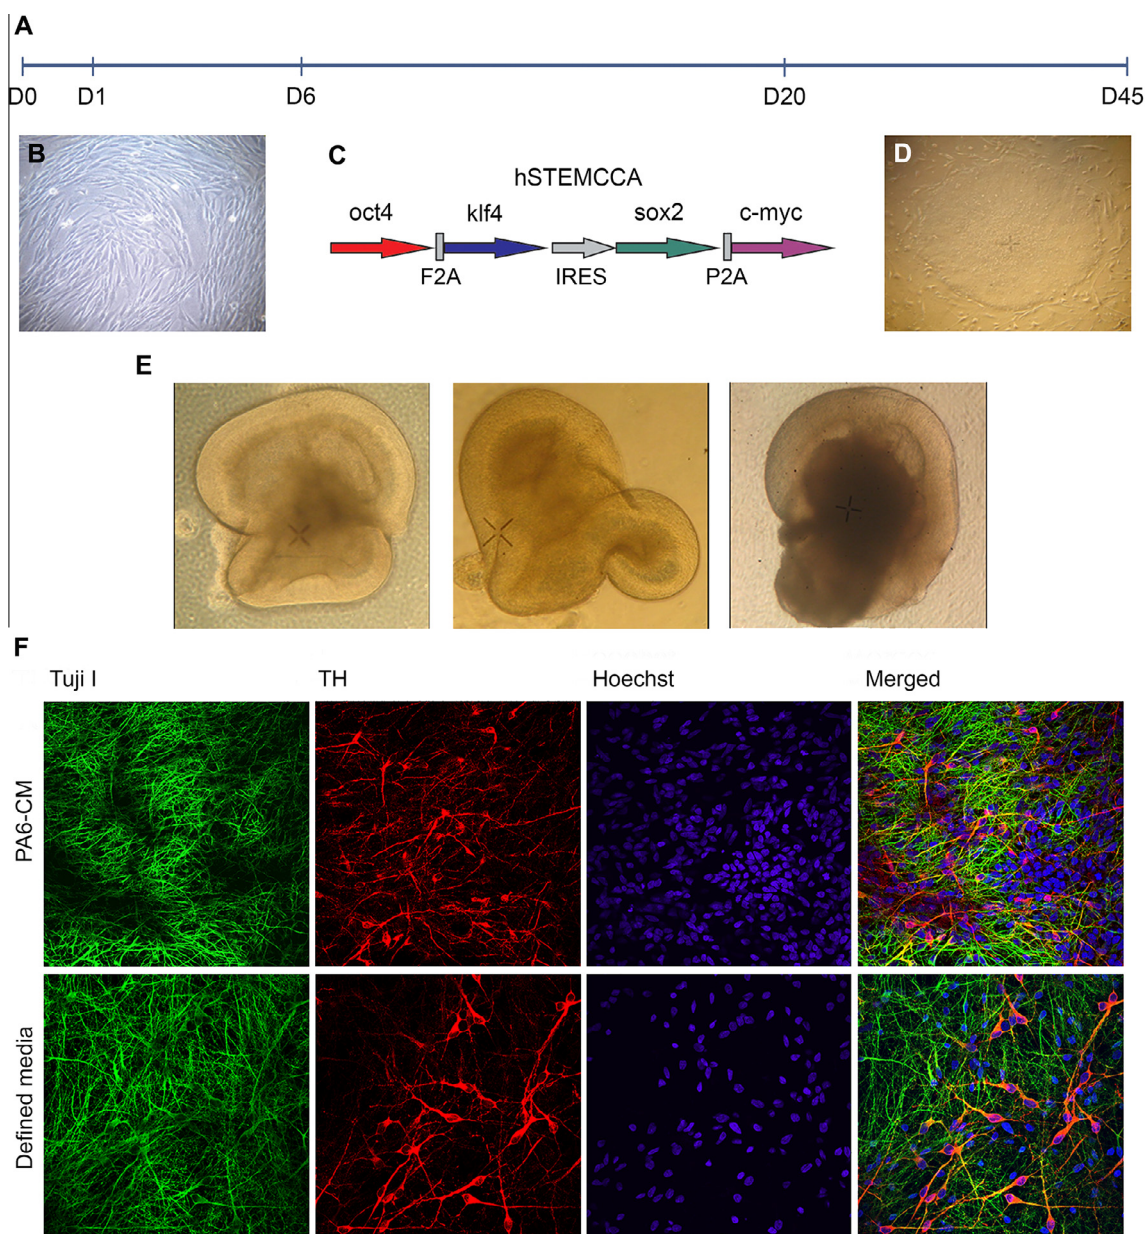 A
D0 D1 D6 D20 D45
B
C
D
hSTEMCCA
oct4 klf4 sox2 c-myc
F2A IRES P2A
E
F
Tuji I TH Hoechst Merged
PA6-CM
Defined media